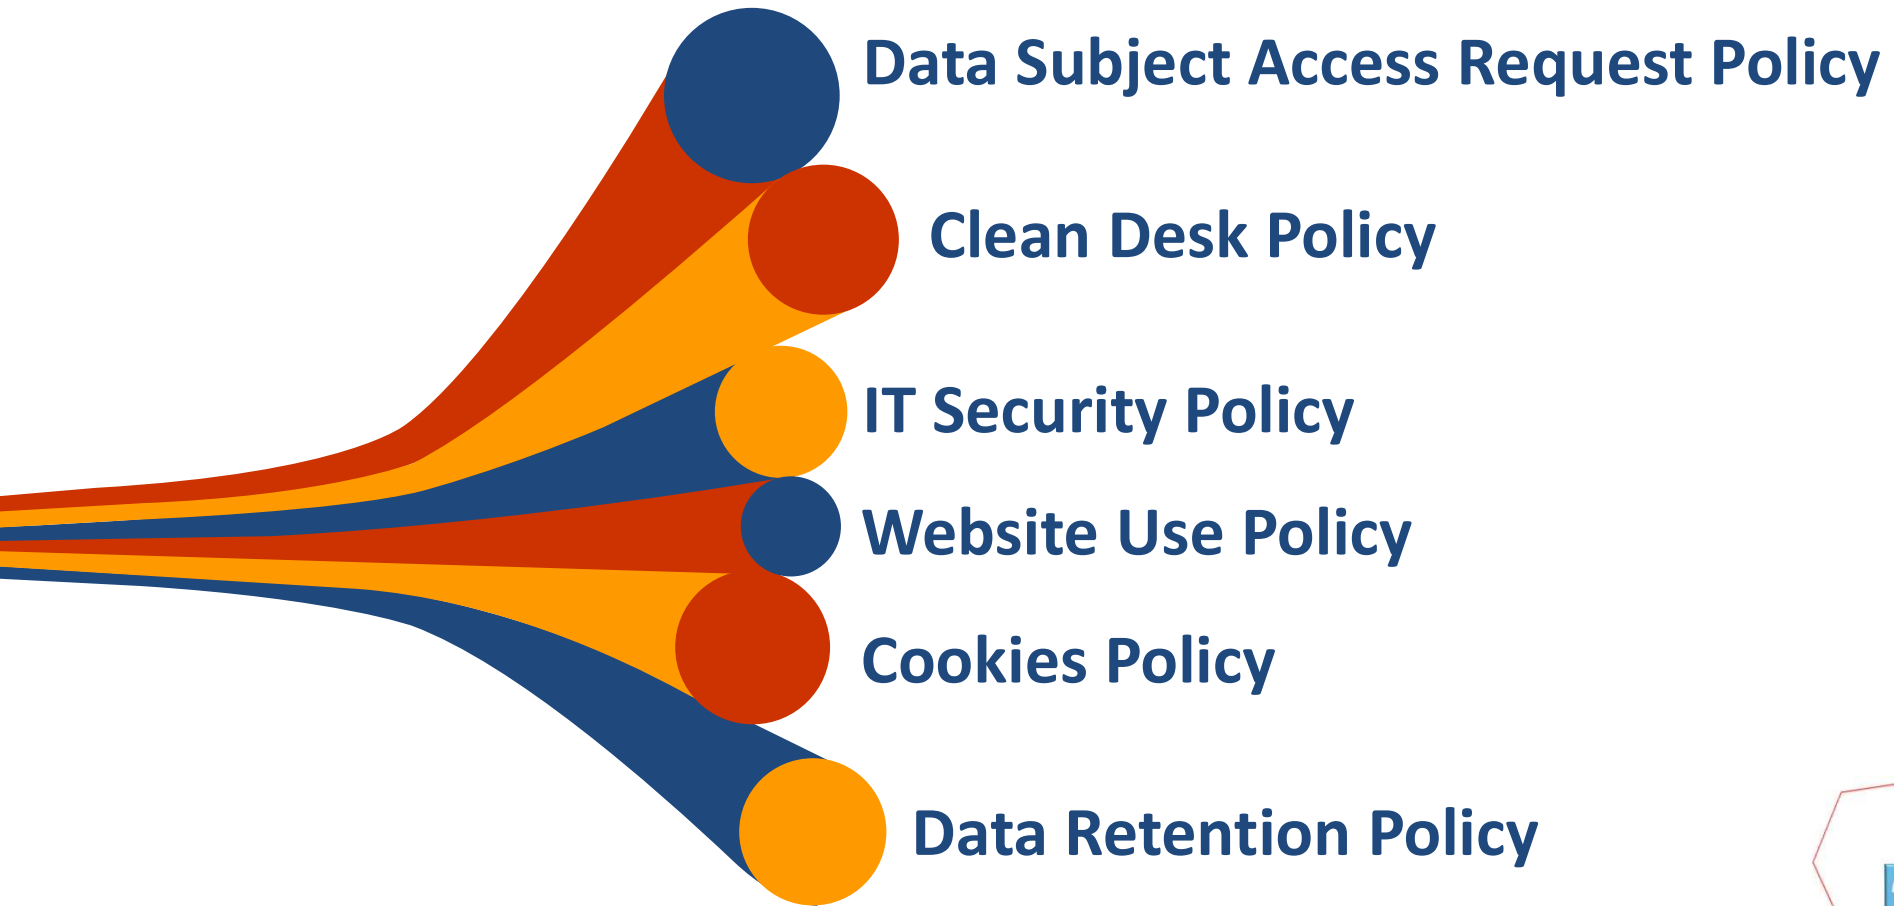 Data Subject Access Request Policy
Clean Desk Policy
IT Security Policy
Website Use Policy
Cookies Policy
Data Retention Policy